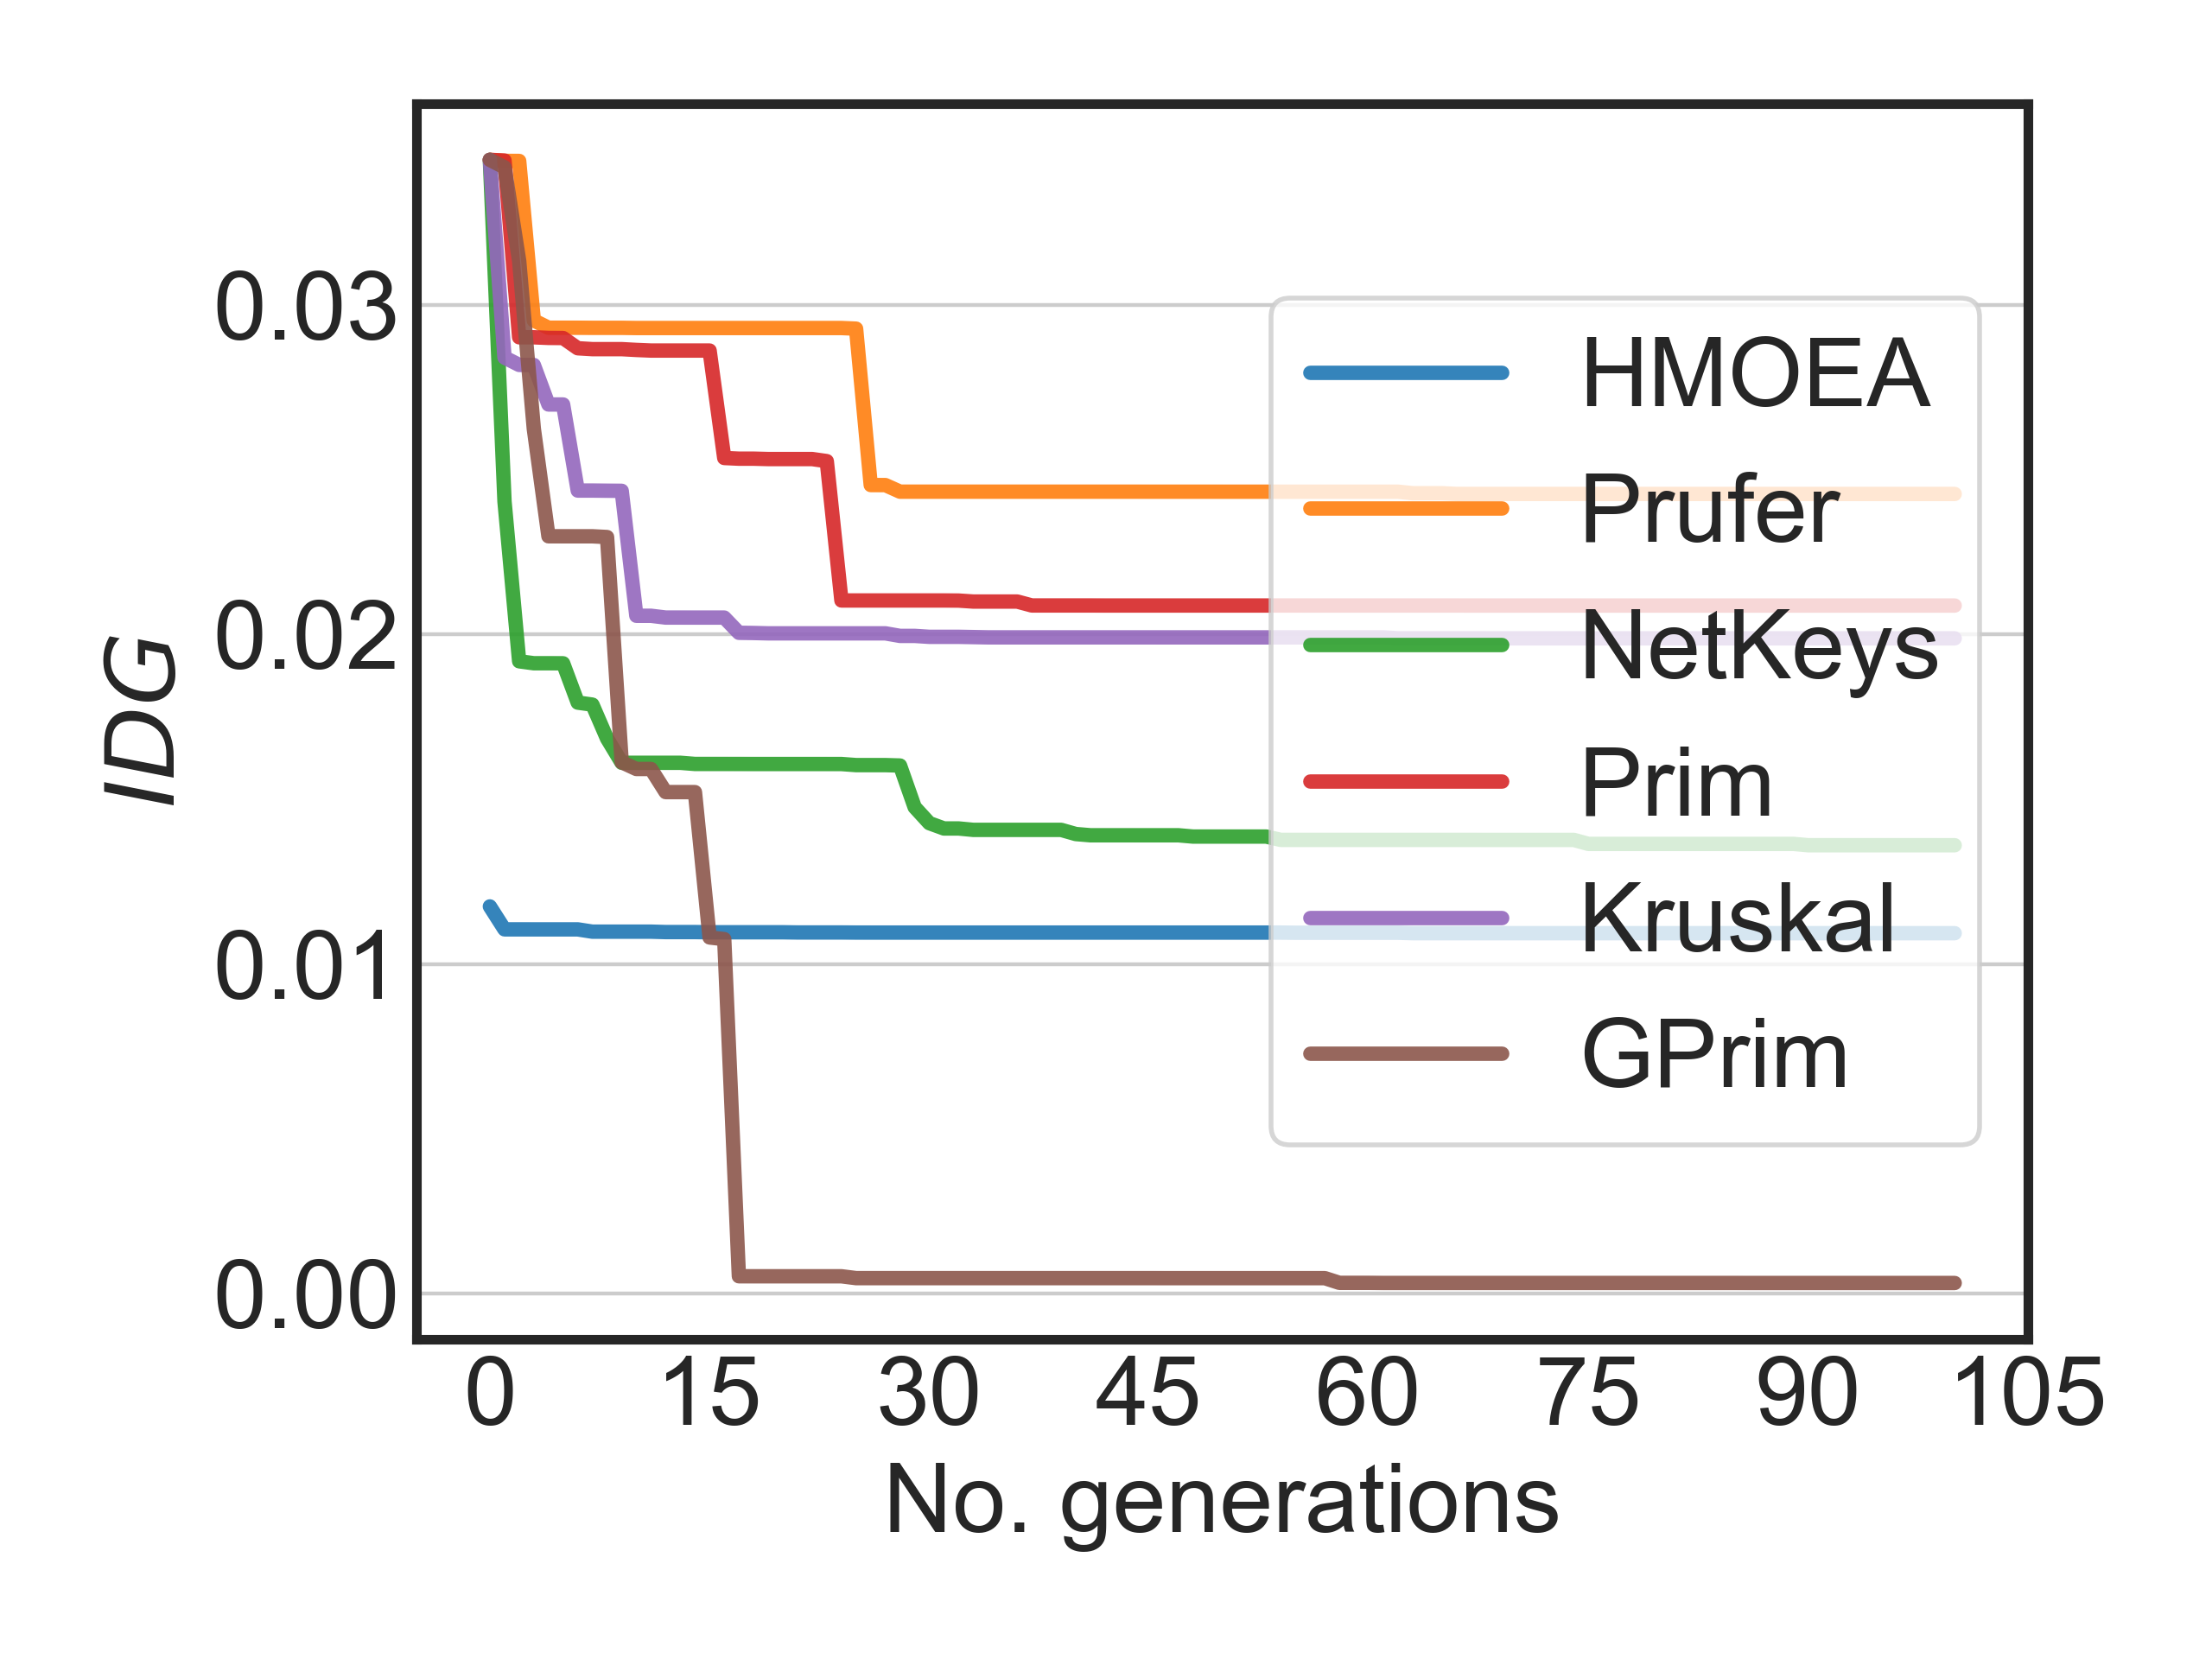 IDG
0.03
0.02
0.01
0.00
HMOEA
Prufer
NetKeys
Prim
Kruskal
GPrim
0 15 30 45 60 75 90 105
No. generations